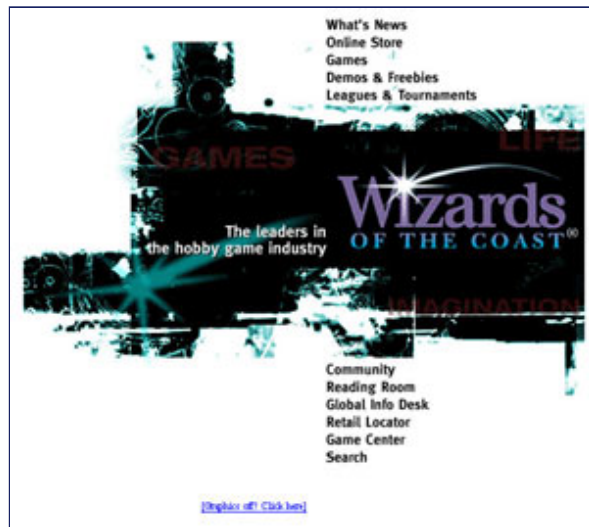 What's News
Online Store
Games
Demos & Freebies
Leagues & Tournaments
LIFE
GAMES
Wizards
OF THE COAST®
The leaders in
the hobby game industry
IMAGINATION
Community
Reading Room
Global Info Desk
Retail Locator
Game Center
Search
[Graphics off? Click here]